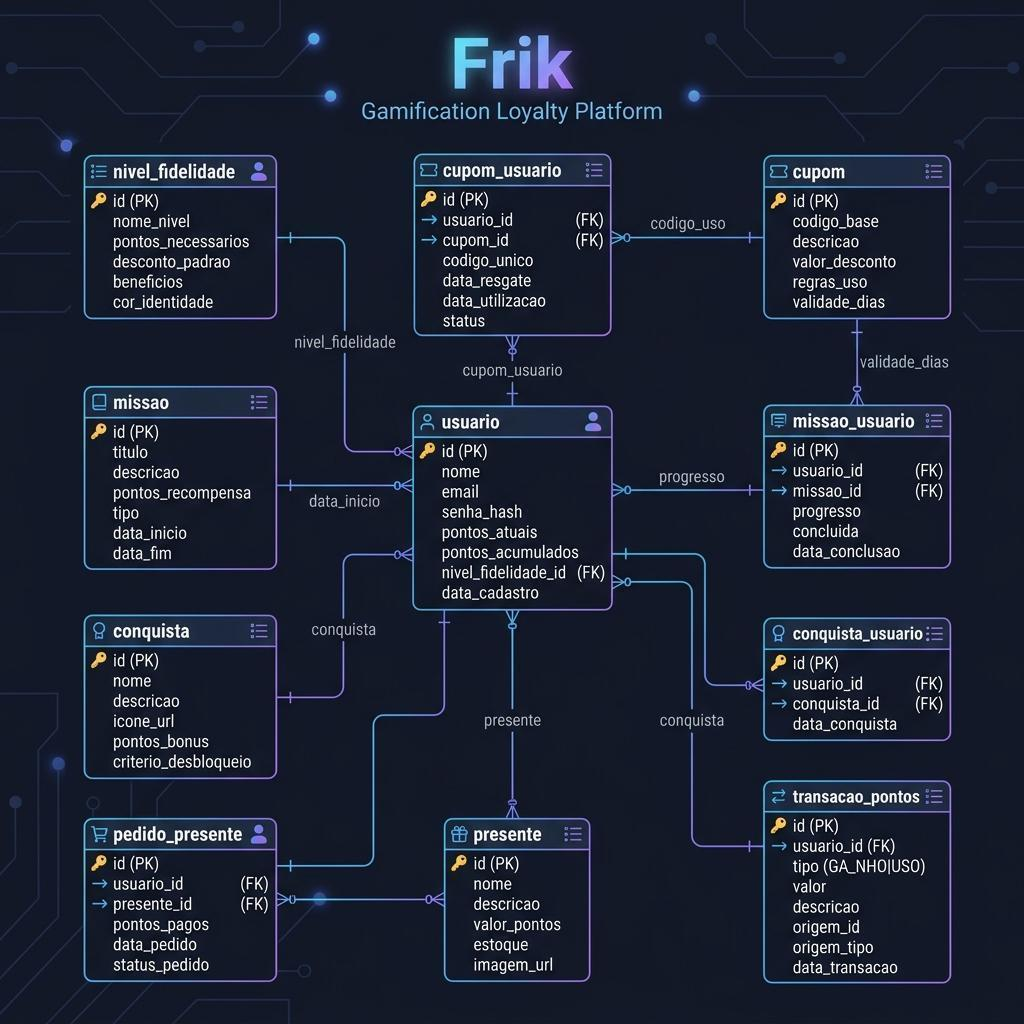 Frik
Gamification Loyalty Platform
nivel_fidelidade
id (PK)
nome_nivel
pontos_necessarios
desconto_padrao
beneficios
cor_identidade
cupom_usuario
id (PK)
usuario_id (FK)
cupom_id (FK)
codigo_unico
data_resgate
data_utilizacao
status
codigo_uso
cupom
id (PK)
codigo_base
descricao
valor_desconto
regras_uso
validade_dias
nivel_fidelidade
cupom_usuario
validade_dias
missao
id (PK)
titulo
descricao
pontos_recompensa
tipo
data_inicio
data_fim
data_inicio
usuario
id (PK)
nome
email
senha_hash
pontos_atuais
pontos_acumulados
nivel_fidelidade_id (FK)
data_cadastro
progresso
missao_usuario
id (PK)
usuario_id (FK)
missao_id (FK)
progresso
concluida
data_conclusao
conquista
id (PK)
nome
descricao
icone_url
pontos_bonus
criterio_desbloqueio
conquista
presente
conquista
conquista_usuario
id (PK)
usuario_id (FK)
conquista_id (FK)
data_conquista
pedido_presente
id (PK)
usuario_id (FK)
presente_id (FK)
pontos_pagos
data_pedido
status_pedido
presente
id (PK)
nome
descricao
valor_pontos
estoque
imagem_url
transacao_pontos
id (PK)
usuario_id (FK)
tipo (GA_NHO|USO)
valor
descricao
origem_id
origem_tipo
data_transacao